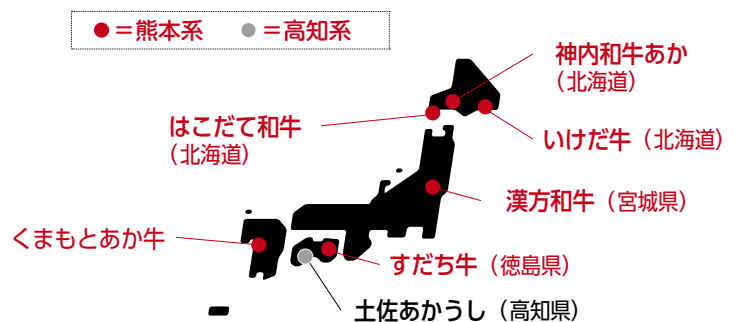 ●=熊本系 ●=高知系
神内和牛あか
（北海道）
はこだて和牛
（北海道）
いけだ牛（北海道）
漢方和牛（宮城県）
くまもとあか牛
すだち牛（徳島県）
土佐あかうし（高知県）